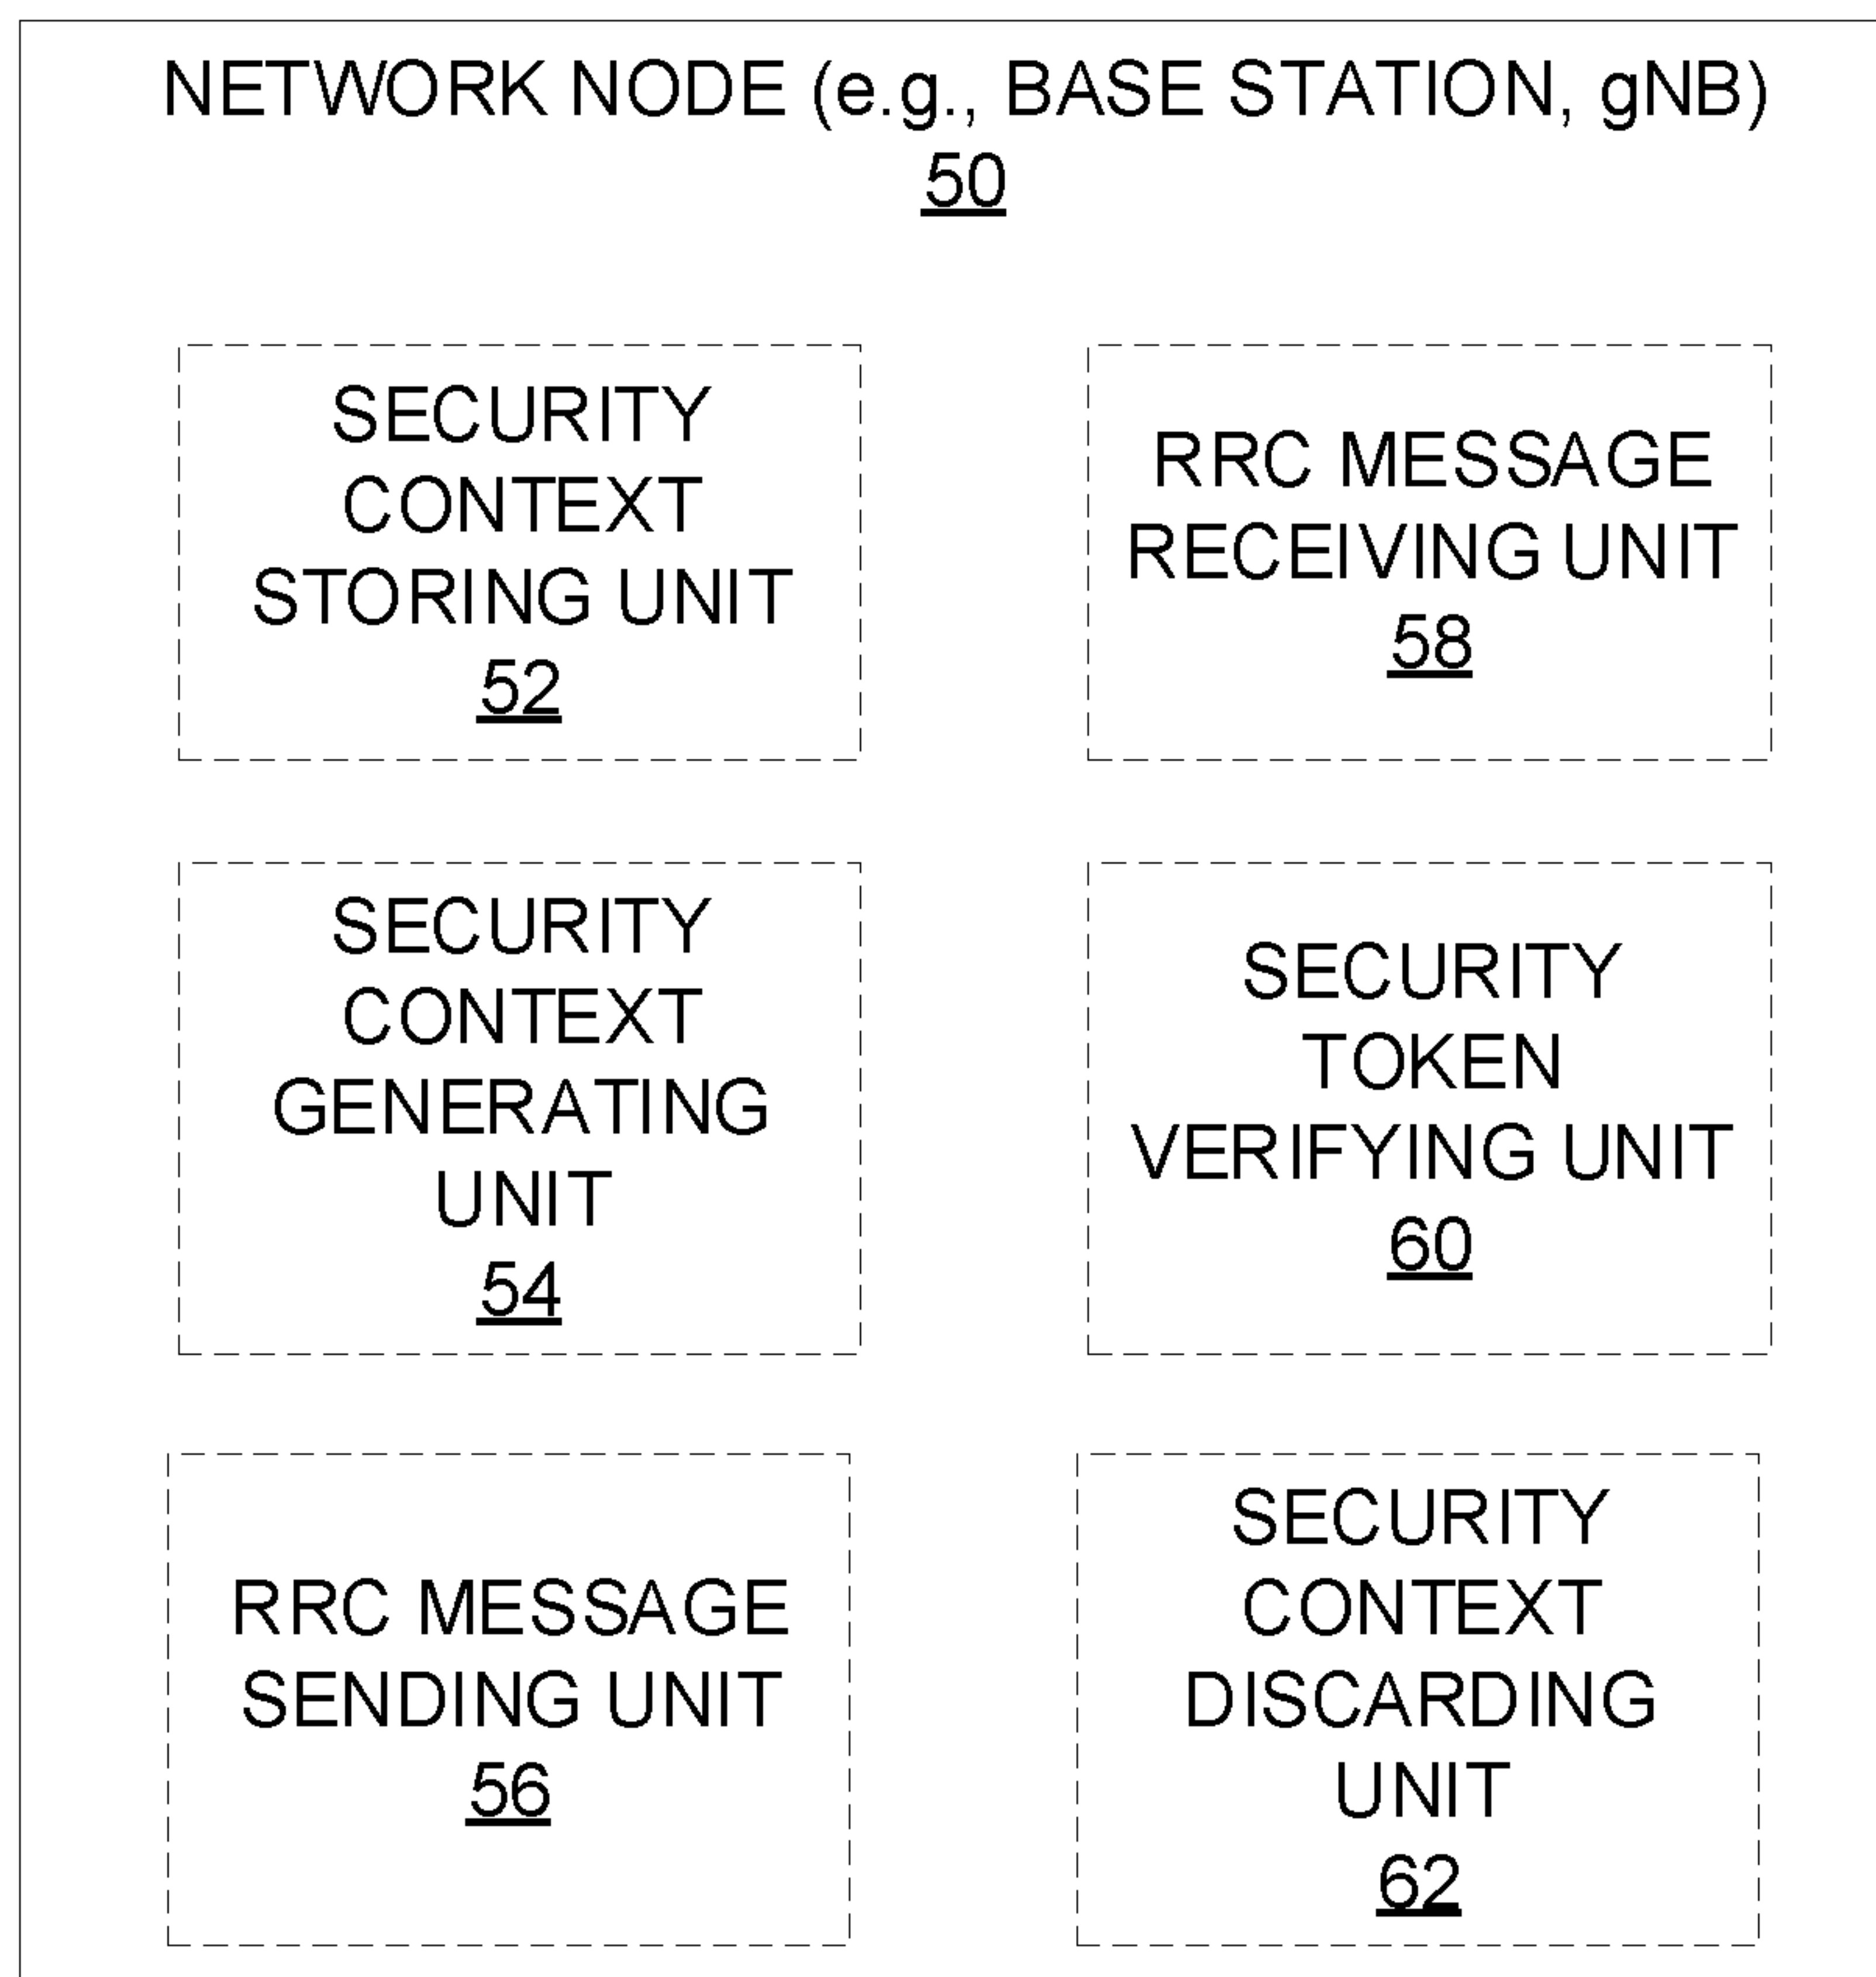 NETWORK NODE (e.g., BASE STATION, gNB)
50
SECURITY
CONTEXT
STORING UNIT
52
RRC MESSAGE
RECEIVING UNIT
58
SECURITY
CONTEXT
GENERATING
UNIT
54
SECURITY
TOKEN
VERIFYING UNIT
60
RRC MESSAGE
SENDING UNIT
56
SECURITY
CONTEXT
DISCARDING
UNIT
62